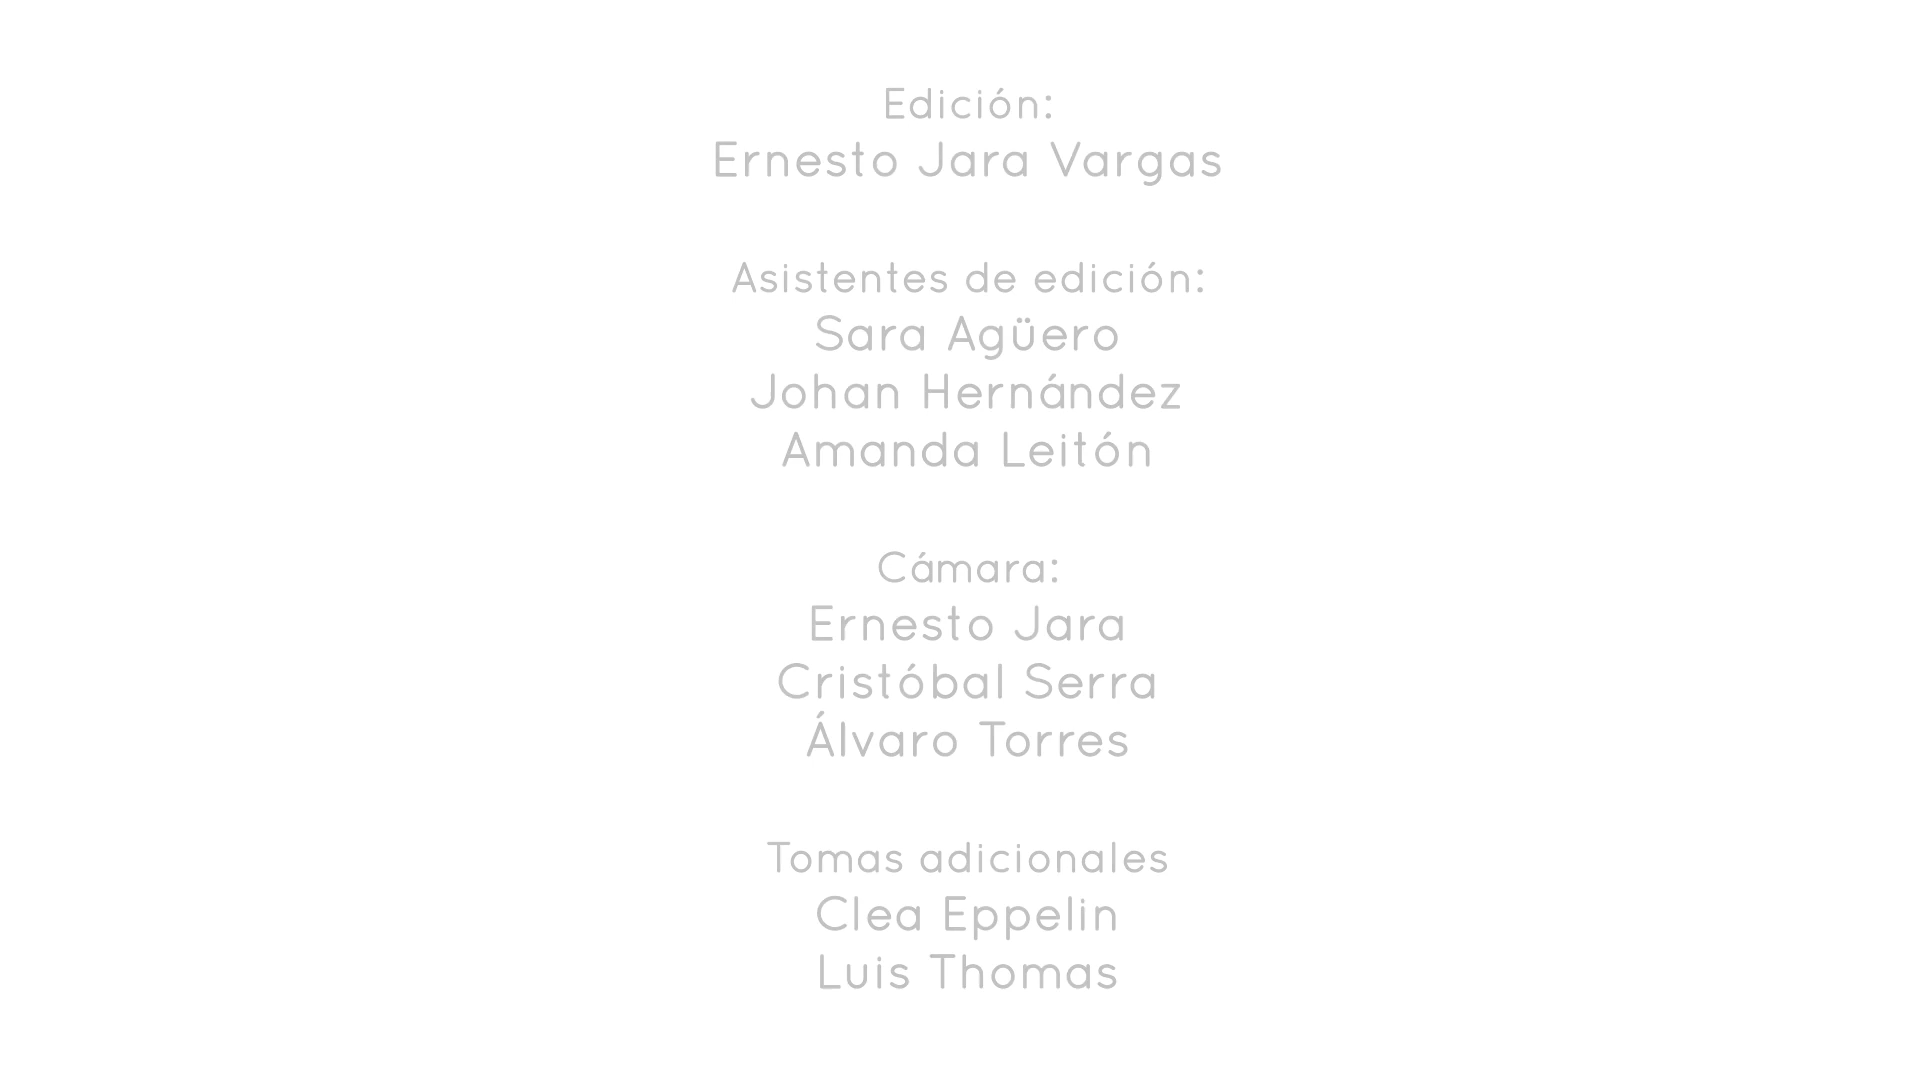 Edición:
Ernesto Jara Vargas
Asistentes de edición:
Sara Agüero
Johan Hernández
Amanda Leitón
Cámara:
Ernesto Jara
Cristóbal Serra
Álvaro Torres
Tomas adicionales
Clea Eppelin
Luis Thomas